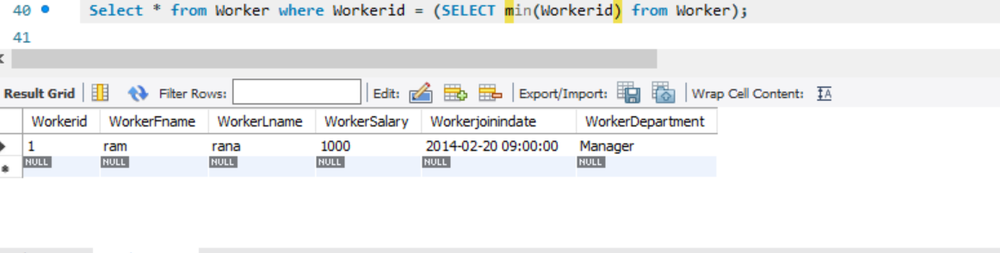 40 Select * from Worker where Workerid = (SELECT min(Workerid) from Worker);
41
Result Grid Filter Rows: Edit: Export/Import: Wrap Cell Content: IA
Workerid WorkerFname WorkerLname WorkerSalary Workerjoinindate WorkerDepartment
1 ram rana 1000 2014-02-20 09:00:00 Manager
NULL NULL NULL NULL NULL NULL